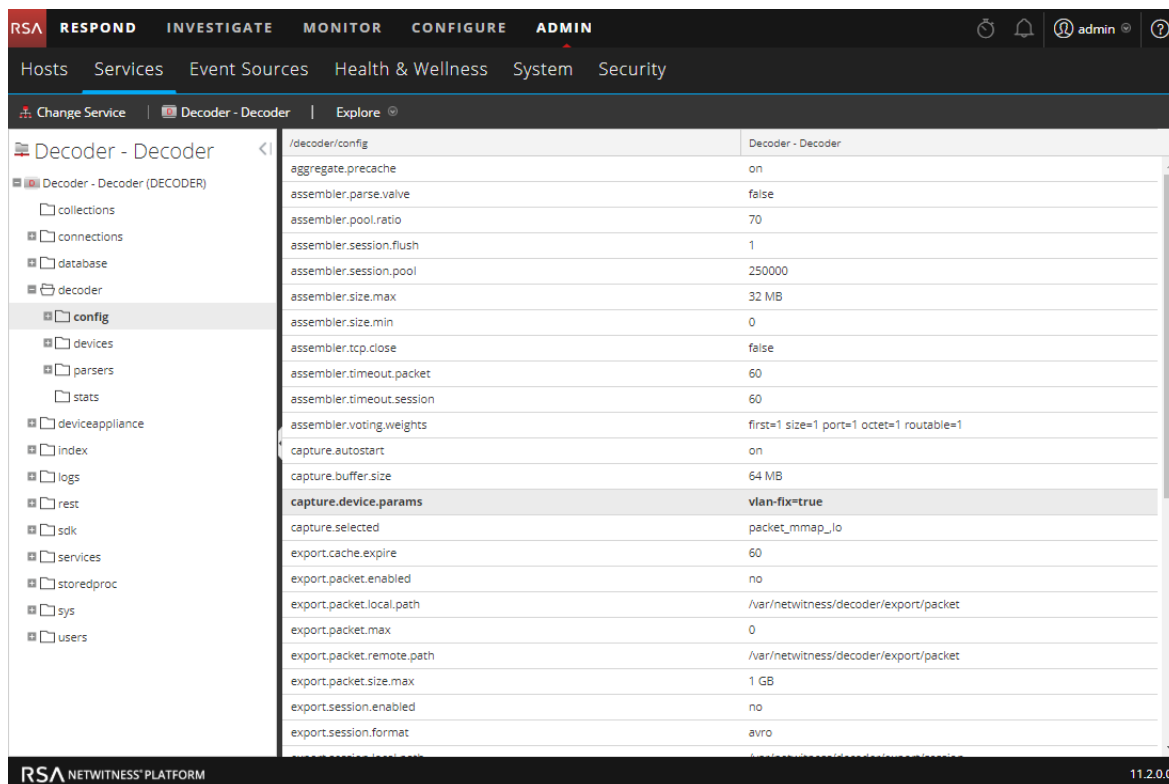 RSA RESPOND INVESTIGATE MONITOR CONFIGURE ADMIN admin
Hosts Services Event Sources Health & Wellness System Security
Change Service Decoder - Decoder | Explore
Decoder - Decoder
Decoder - Decoder (DECODER)
collections
connections
database
decoder
config
devices
parsers
stats
deviceappliance
index
logs
rest
sdk
services
storedproc
sys
users
/decoder/config Decoder - Decoder
aggregate.precache on
assembler.parse.valve false
assembler.pool.ratio 70
assembler.session.flush 1
assembler.session.pool 250000
assembler.size.max 32 MB
assembler.size.min 0
assembler.tcp.close false
assembler.timeout.packet 60
assembler.timeout.session 60
assembler.voting.weights first=1 size=1 port=1 octet=1 routable=1
capture.autostart on
capture.buffer.size 64 MB
capture.device.params vlan-fix=true
capture.selected packet_mmap_,lo
export.cache.expire 60
export.packet.enabled no
export.packet.local.path /var/netwitness/decoder/export/packet
export.packet.max 0
export.packet.remote.path /var/netwitness/decoder/export/packet
export.packet.size.max 1 GB
export.session.enabled no
export.session.format avro
RSA NETWITNESS® PLATFORM 11.2.0.0